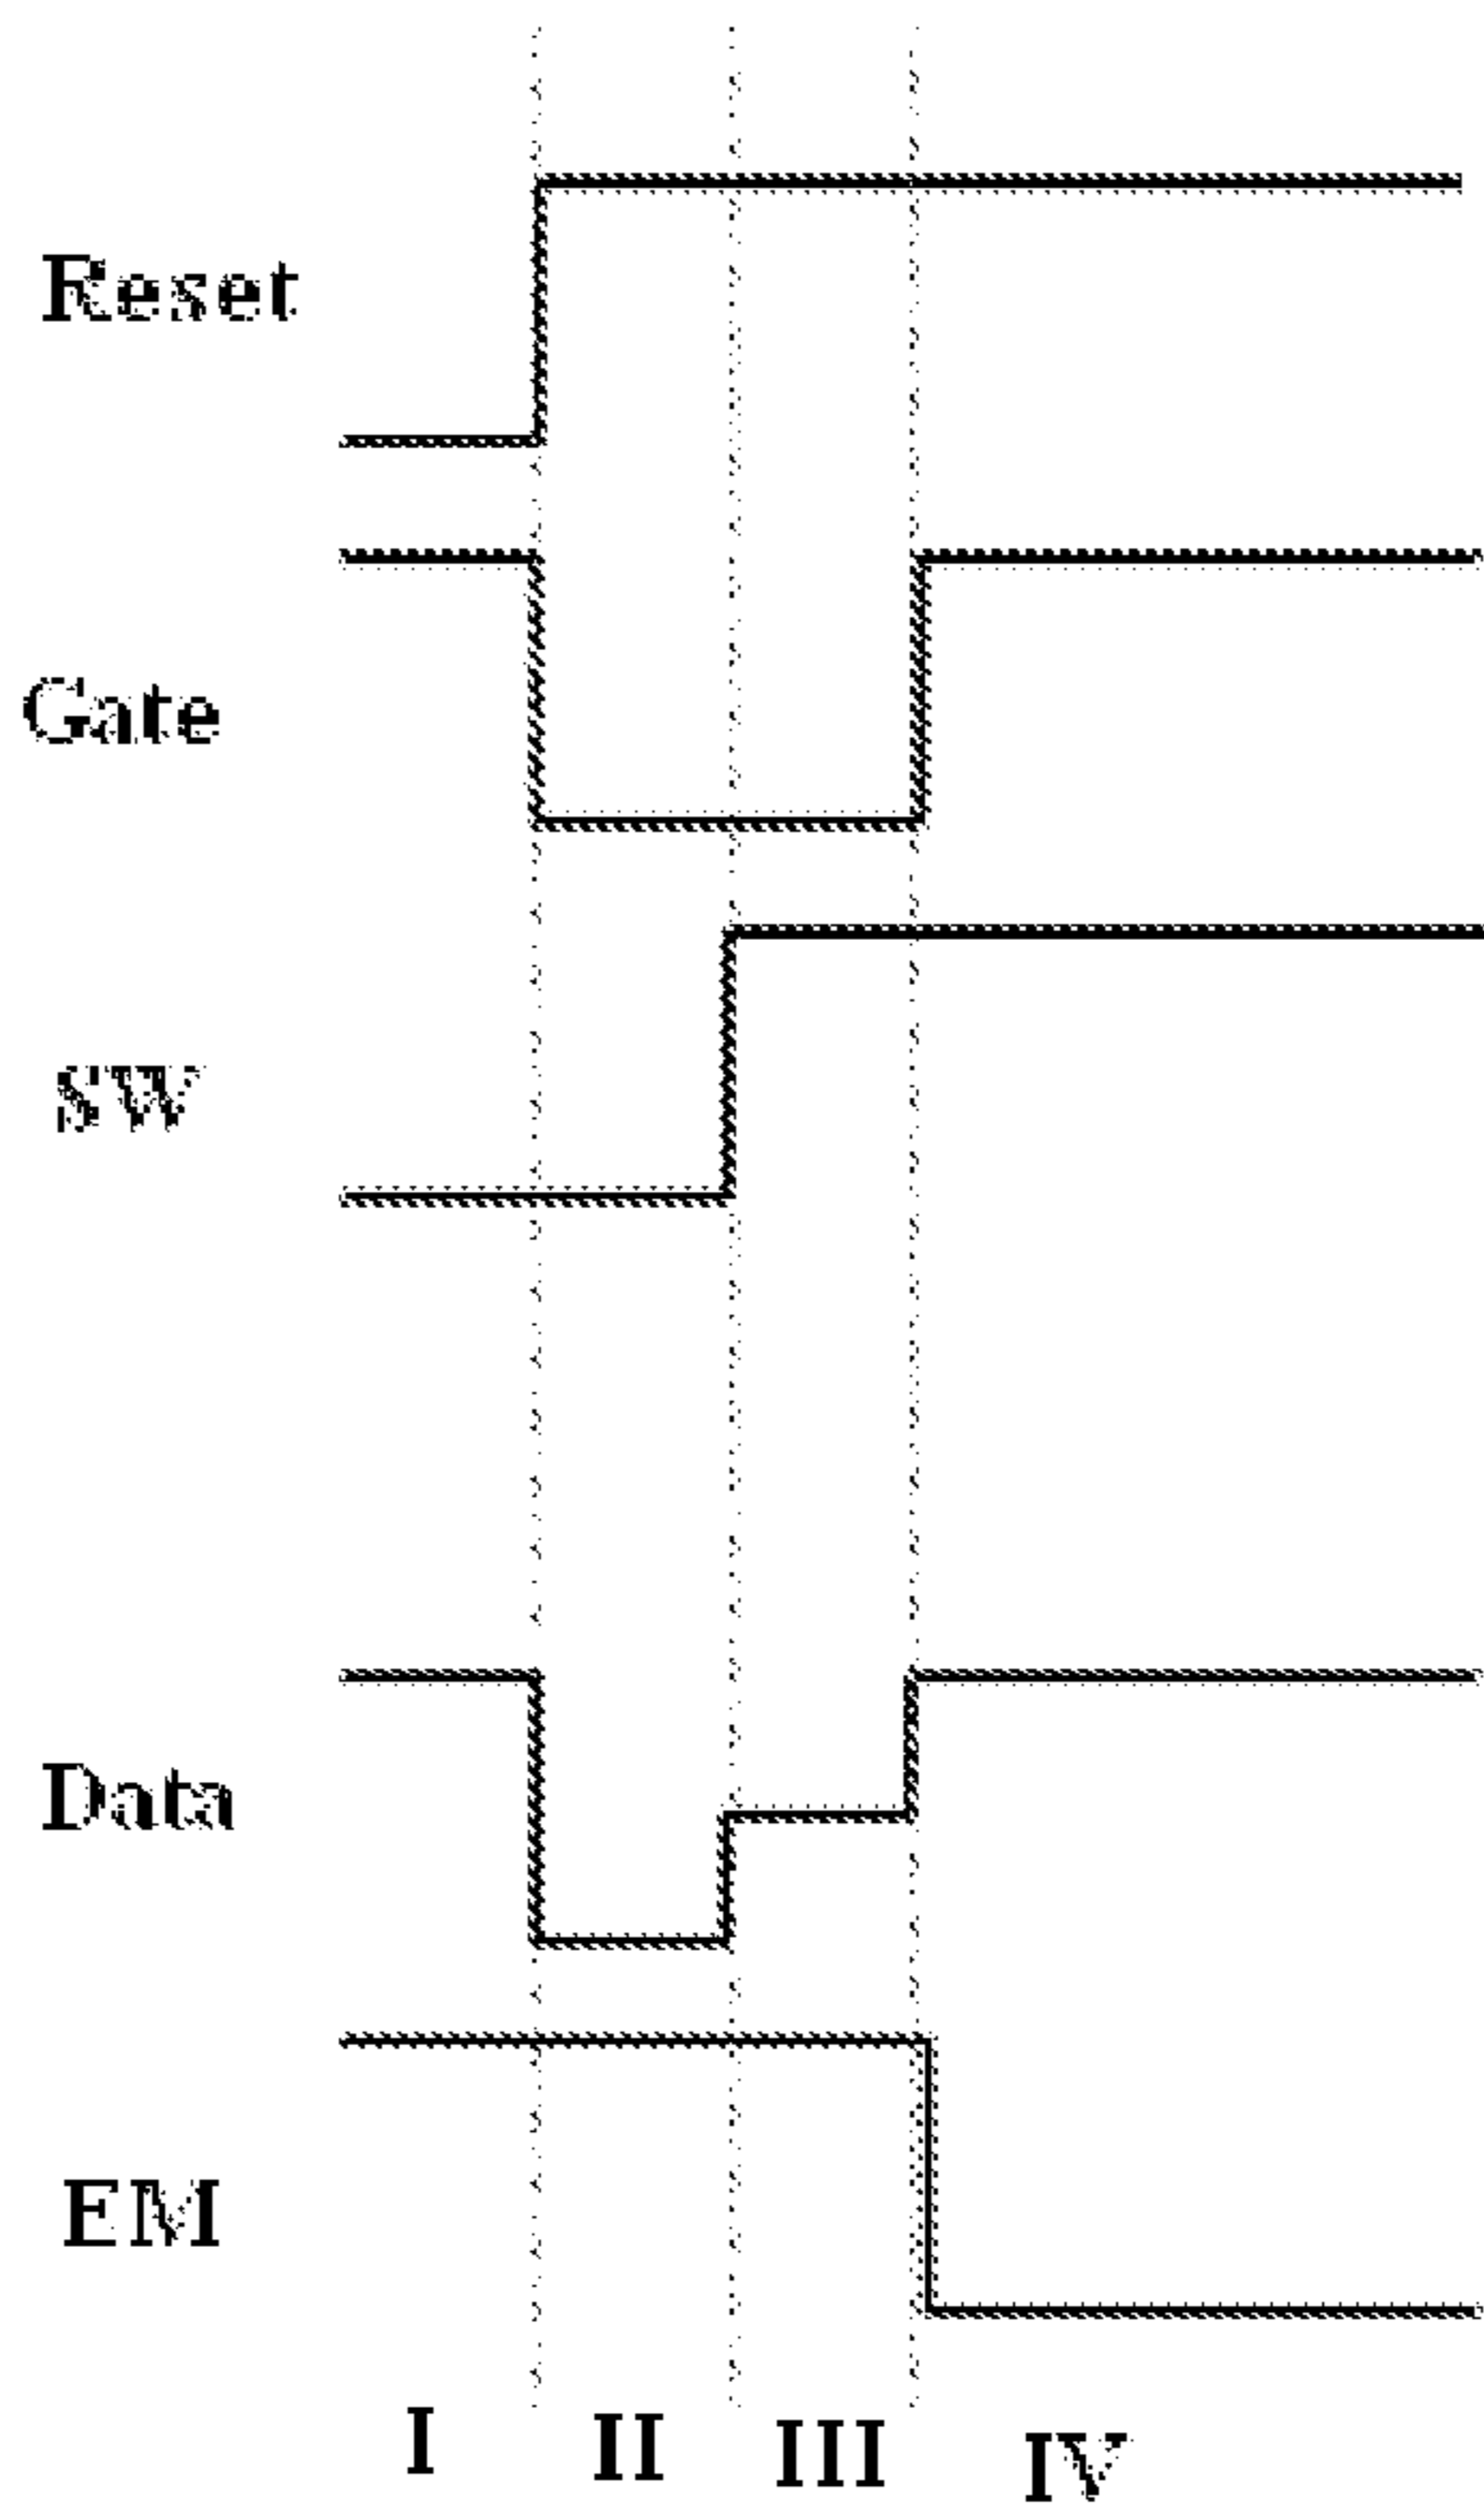 Reset
Gate
SW
Data
EM
I II III IV